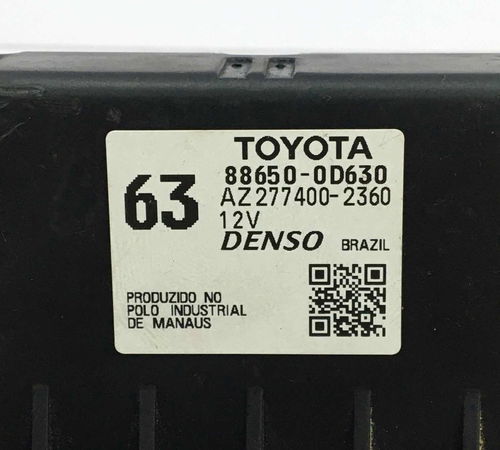 TOYOTA
63
88650-0D630
AZ277400-2360
12V
DENSO BRAZIL
PRODUZIDO NO
POLO INDUSTRIAL
DE MANAUS